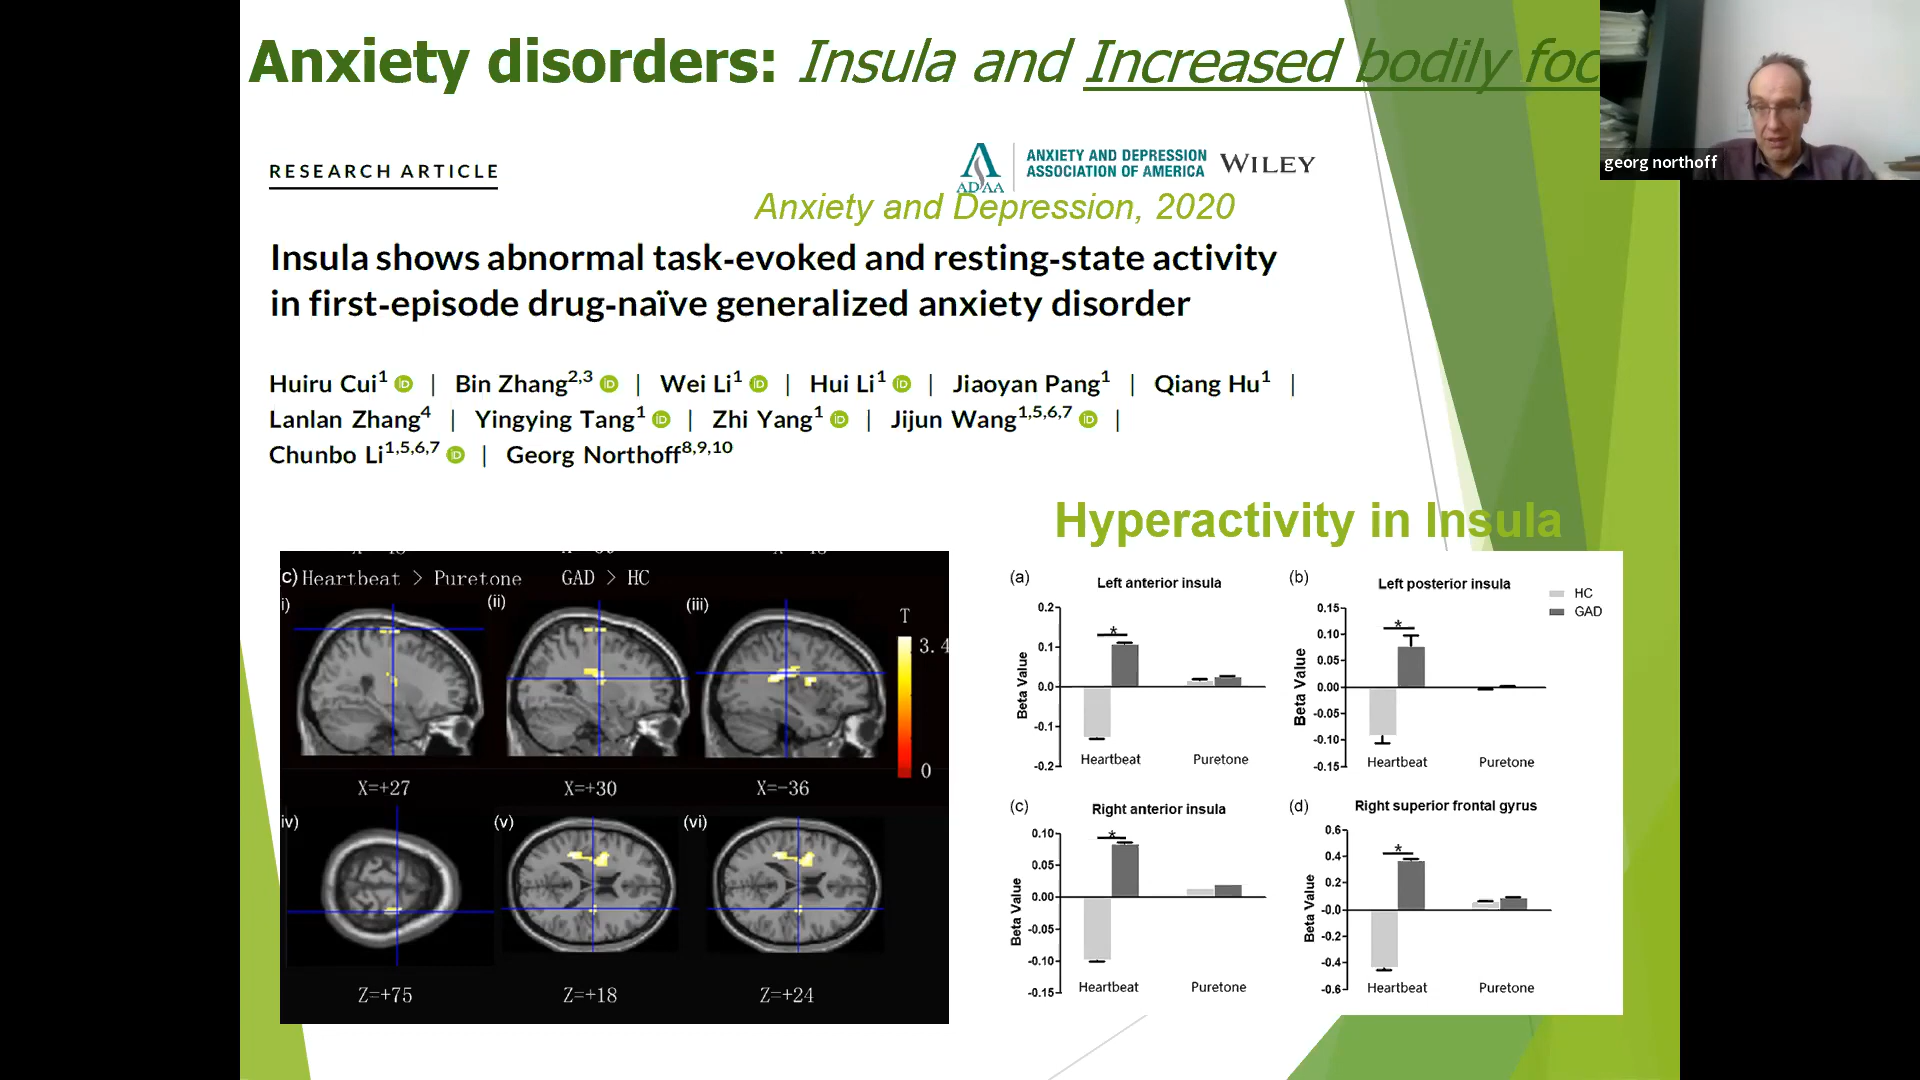 Anxiety disorders: Insula and Increased bodily foc
georg northoff
RESEARCH ARTICLE
ADAA
ANXIETY AND DEPRESSION
ASSOCIATION OF AMERICA
WILEY
Anxiety and Depression, 2020
Insula shows abnormal task-evoked and resting-state activity
in first-episode drug-naïve generalized anxiety disorder
Huiru Cui1 iD | Bin Zhang2,3 iD | Wei Li1 iD | Hui Li1 iD | Jiaoyan Pang1 | Qiang Hu1 |
Lanlan Zhang4 | Yingying Tang1 iD | Zhi Yang1 iD | Jijun Wang1,5,6,7 iD |
Chunbo Li1,5,6,7 iD | Georg Northoff8,9,10
Hyperactivity in Insula
c) Heartbeat > Puretone GAD > HC
i) (ii) (iii)
T
3.4
0
X=+27 X=+30 X=-36
iv) (v) (vi)
Z=+75 Z=+18 Z=+24
(a) Left anterior insula
Beta Value
0.2
0.1
0.0
-0.1
-0.2
*
Heartbeat Puretone
(b) Left posterior insula
HC
GAD
Beta Value
0.15
0.10
0.05
0.00
-0.05
-0.10
-0.15
*
Heartbeat Puretone
(c) Right anterior insula
Beta Value
0.10
0.05
0.00
-0.05
-0.10
-0.15
*
Heartbeat Puretone
(d) Right superior frontal gyrus
Beta Value
0.6
0.4
0.2
-0.0
-0.2
-0.4
-0.6
*
Heartbeat Puretone